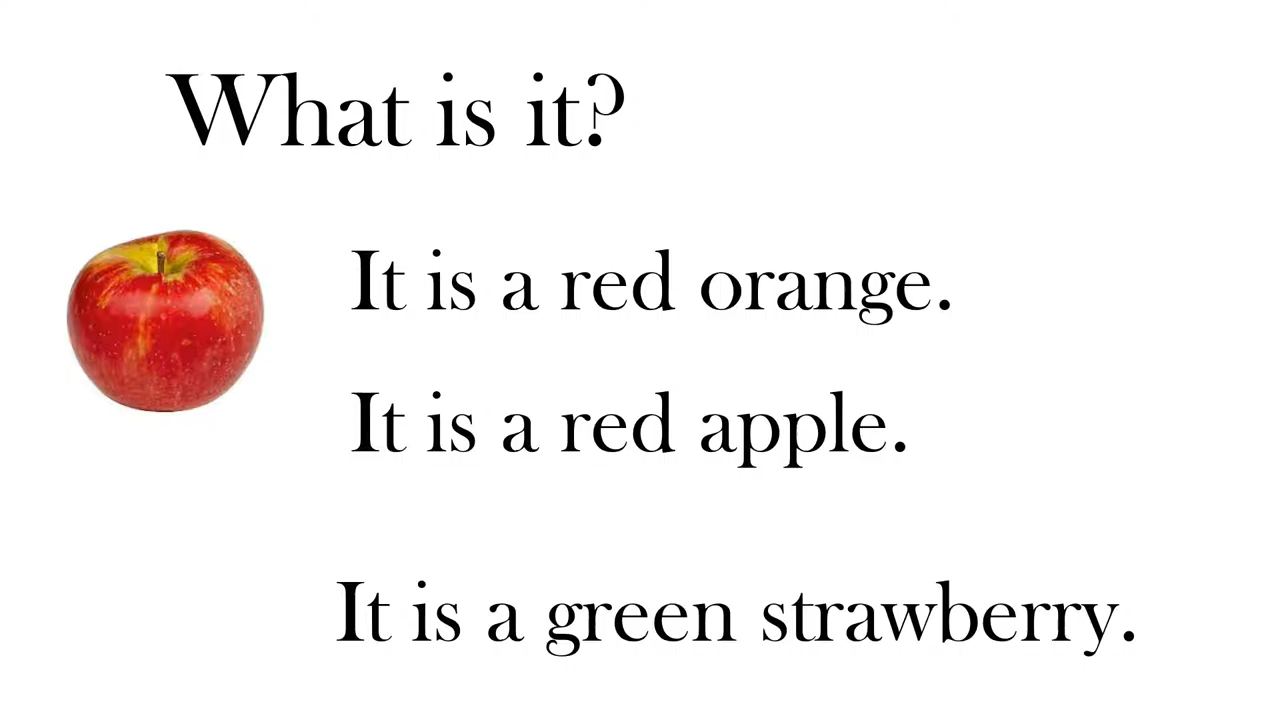 What is it?
It is a red orange.
It is a red apple.
It is a green strawberry.